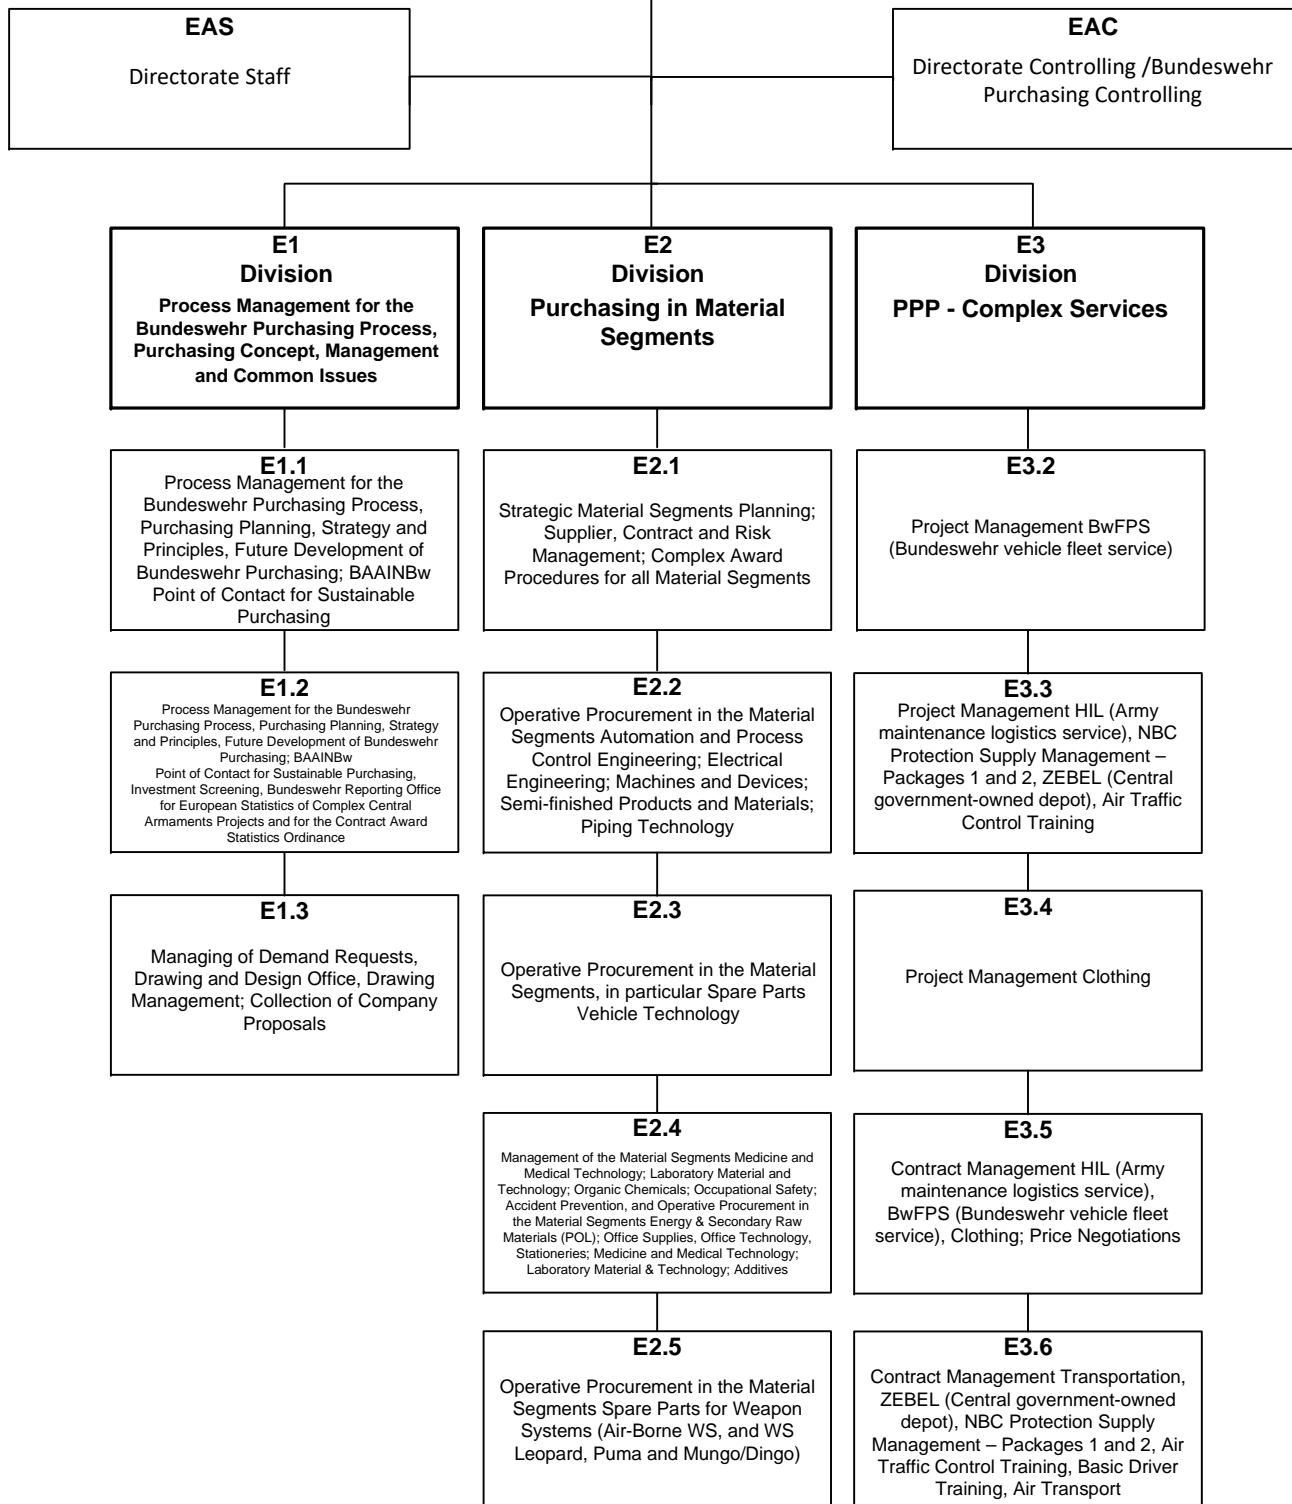 EAS
Directorate Staff
EAC
Directorate Controlling /Bundeswehr
Purchasing Controlling
E1
Division
Process Management for the
Bundeswehr Purchasing Process,
Purchasing Concept, Management
and Common Issues
E2
Division
Purchasing in Material
Segments
E3
Division
PPP - Complex Services
E1.1
Process Management for the
Bundeswehr Purchasing Process,
Purchasing Planning, Strategy and
Principles, Future Development of
Bundeswehr Purchasing; BAAINBw
Point of Contact for Sustainable
Purchasing
E2.1
Strategic Material Segments Planning;
Supplier, Contract and Risk
Management; Complex Award
Procedures for all Material Segments
E3.2
Project Management BwFPS
(Bundeswehr vehicle fleet service)
E1.2
Process Management for the Bundeswehr
Purchasing Process, Purchasing Planning, Strategy
and Principles, Future Development of Bundeswehr
Purchasing; BAAINBw
Point of Contact for Sustainable Purchasing,
Investment Screening, Bundeswehr Reporting Office
for European Statistics of Complex Central
Armaments Projects and for the Contract Award
Statistics Ordinance
E2.2
Operative Procurement in the Material
Segments Automation and Process
Control Engineering; Electrical
Engineering; Machines and Devices;
Semi-finished Products and Materials;
Piping Technology
E3.3
Project Management HIL (Army
maintenance logistics service), NBC
Protection Supply Management –
Packages 1 and 2, ZEBEL (Central
government-owned depot), Air Traffic
Control Training
E1.3
Managing of Demand Requests,
Drawing and Design Office, Drawing
Management; Collection of Company
Proposals
E2.3
Operative Procurement in the Material
Segments, in particular Spare Parts
Vehicle Technology
E3.4
Project Management Clothing
E2.4
Management of the Material Segments Medicine and
Medical Technology; Laboratory Material and
Technology; Organic Chemicals; Occupational Safety;
Accident Prevention, and Operative Procurement in
the Material Segments Energy & Secondary Raw
Materials (POL); Office Supplies, Office Technology,
Stationeries; Medicine and Medical Technology;
Laboratory Material & Technology; Additives
E3.5
Contract Management HIL (Army
maintenance logistics service),
BwFPS (Bundeswehr vehicle fleet
service), Clothing; Price Negotiations
E2.5
Operative Procurement in the Material
Segments Spare Parts for Weapon
Systems (Air-Borne WS, and WS
Leopard, Puma and Mungo/Dingo)
E3.6
Contract Management Transportation,
ZEBEL (Central government-owned
depot), NBC Protection Supply
Management – Packages 1 and 2, Air
Traffic Control Training, Basic Driver
Training, Air Transport